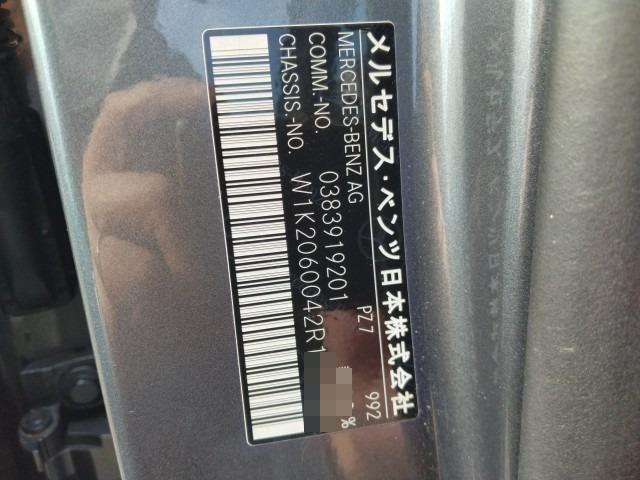 メルセデス・ベンツ日本株式会社
MERCEDES-BENZ AG PZ7 992
COMM.-NO. 0383919201
CHASSIS.-NO. W1K2060042R1 %